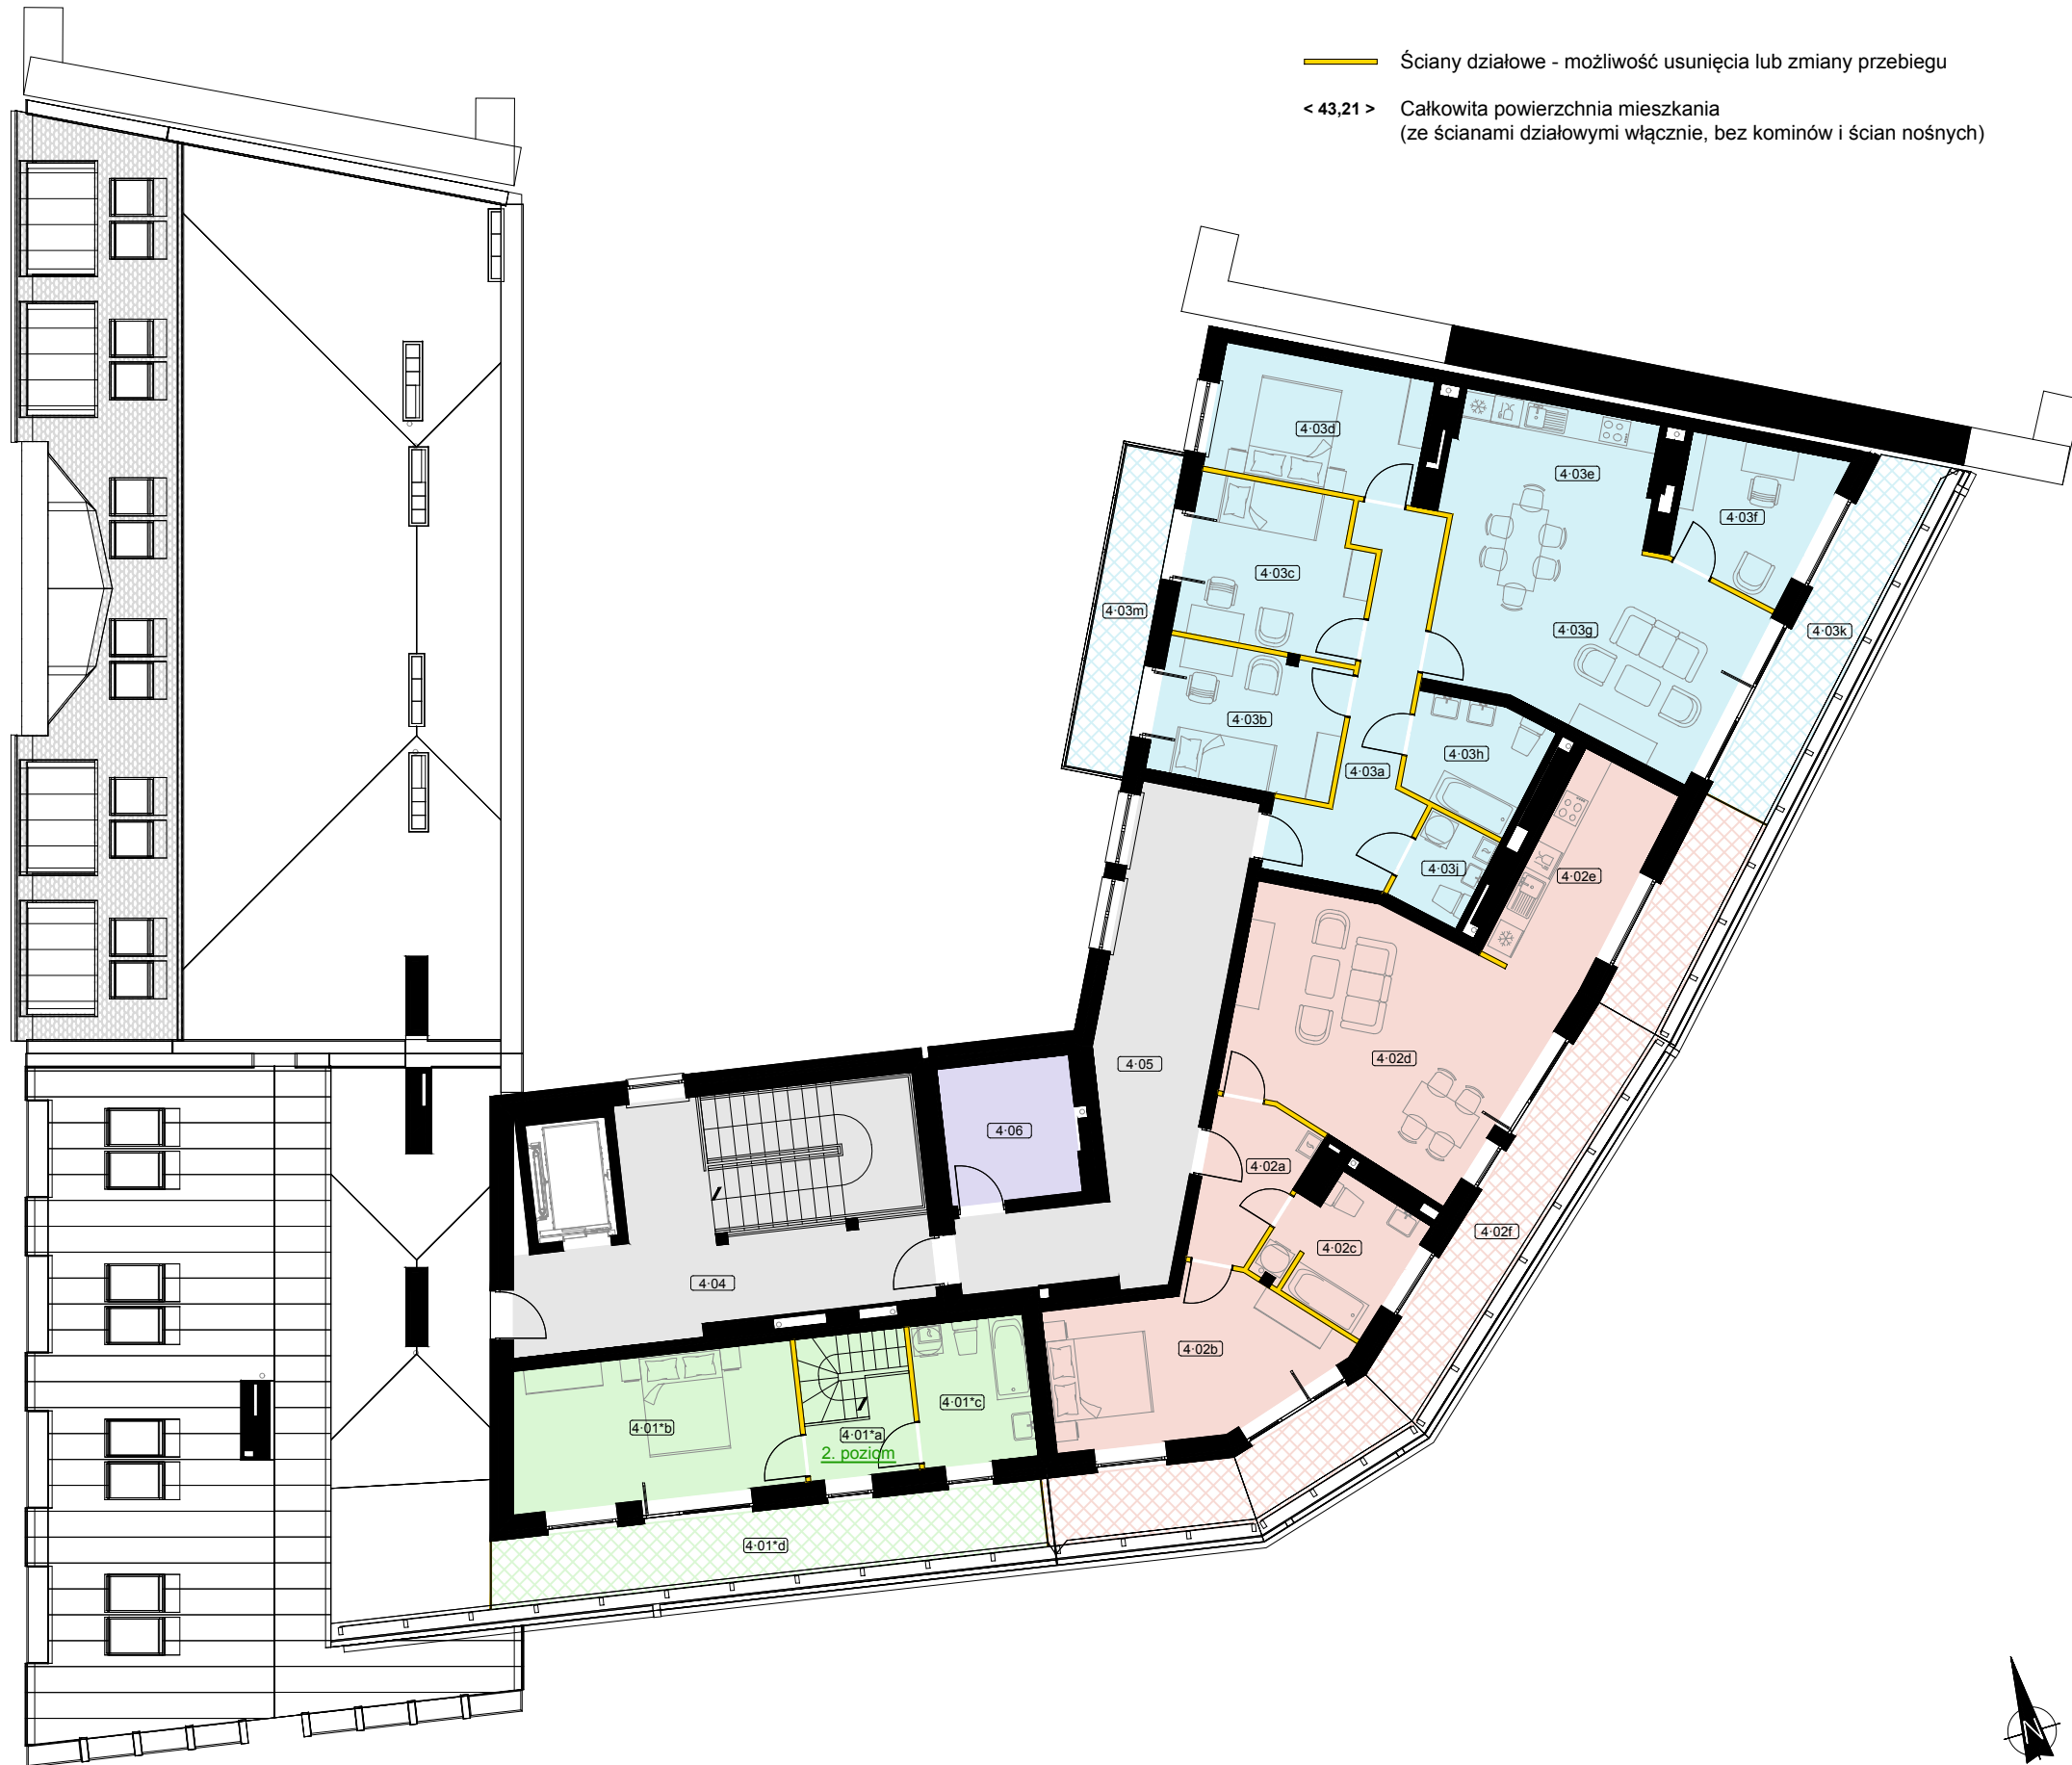 Ściany działowe - możliwość usunięcia lub zmiany przebiegu
< 43,21 > Całkowita powierzchnia mieszkania
(ze ścianami działowymi włącznie, bez kominów i ścian nośnych)
4·03d
4·03e
4·03f
4·03c
4·03m
4·03g
4·03k
4·03b
4·03h
4·03a
4·03j
4·02e
4·05
4·02d
4·06
4·02a
4·02f
4·02c
4·04
4·02b
4·01*c
4·01*b
4·01*a
2. poziom
4·01*d
N